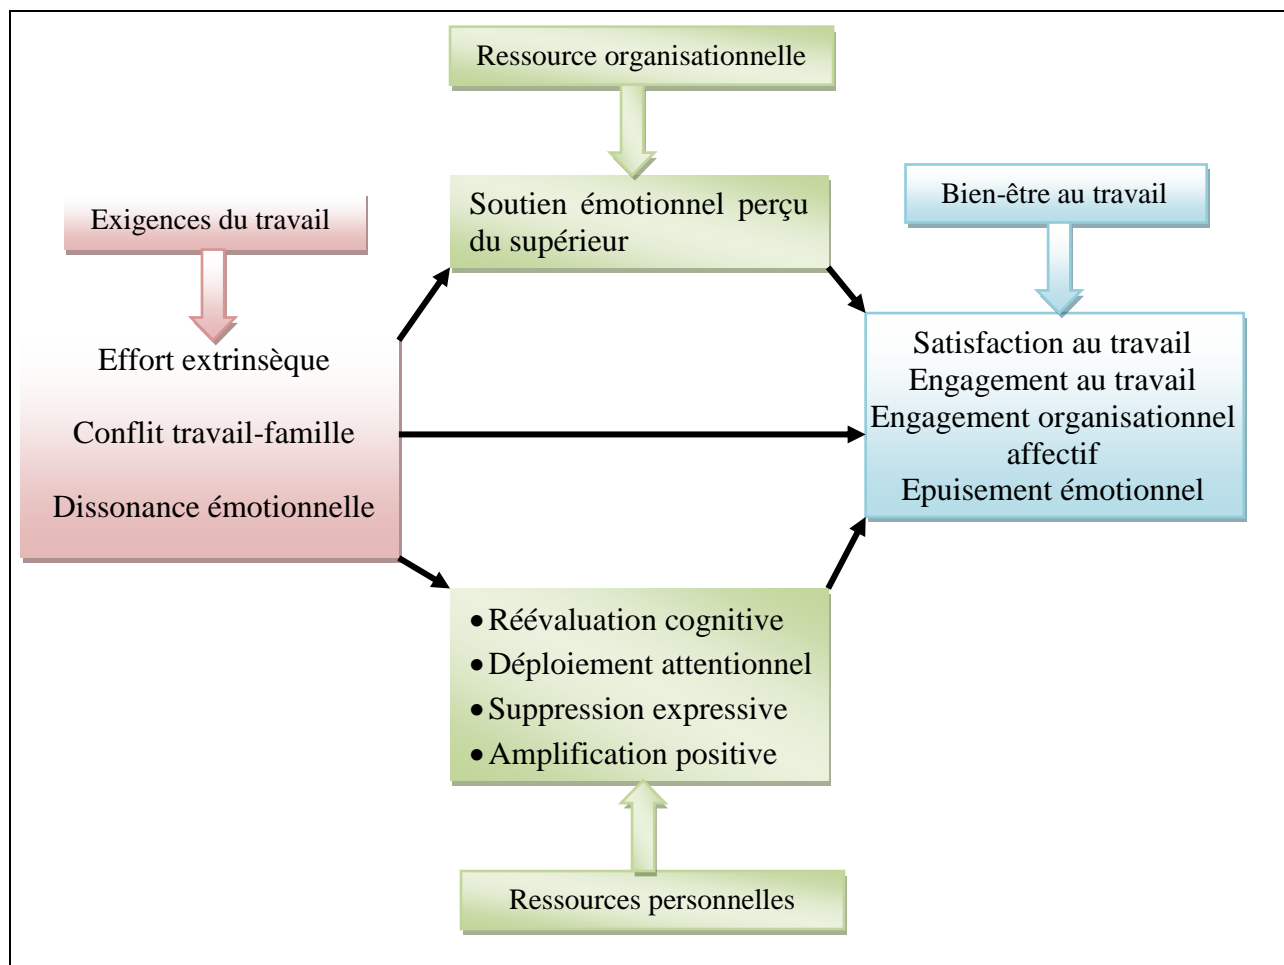 Ressource organisationnelle
Soutien émotionnel perçu
du supérieur
Exigences du travail
Effort extrinsèque
Conflit travail-famille
Dissonance émotionnelle
Bien-être au travail
Satisfaction au travail
Engagement au travail
Engagement organisationnel
affectif
Epuisement émotionnel
• Réévaluation cognitive
• Déploiement attentionnel
• Suppression expressive
• Amplification positive
Ressources personnelles